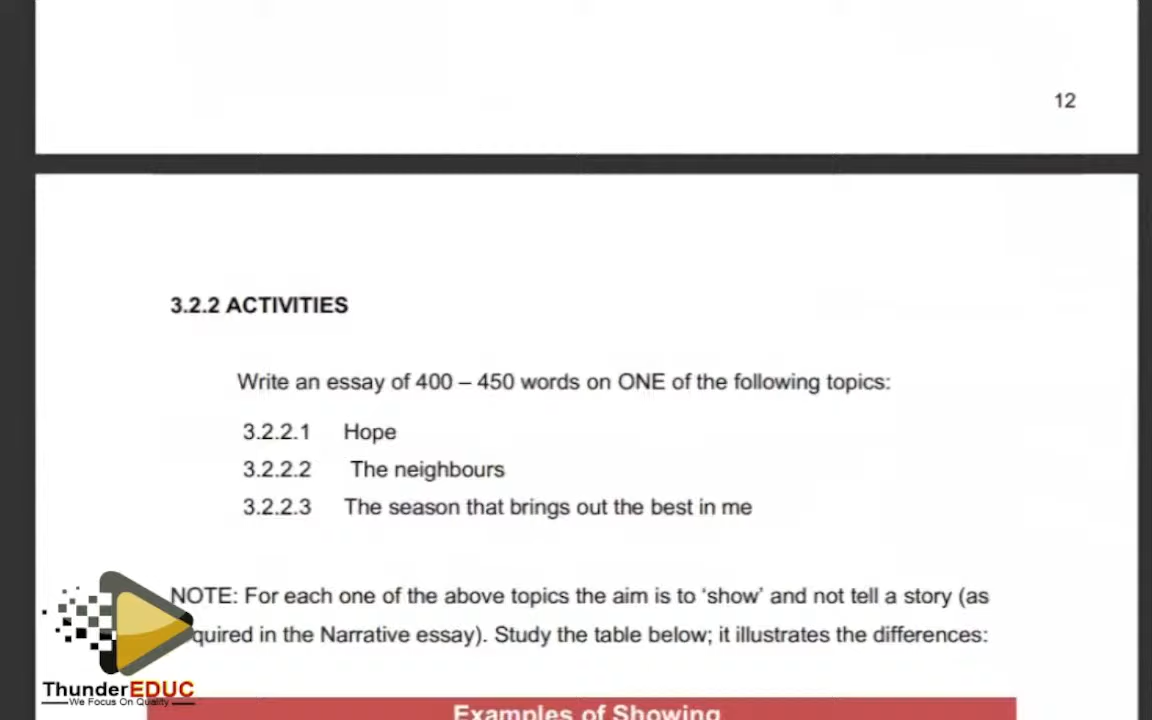 12
3.2.2 ACTIVITIES
Write an essay of 400 – 450 words on ONE of the following topics:
3.2.2.1 Hope
3.2.2.2 The neighbours
3.2.2.3 The season that brings out the best in me
NOTE: For each one of the above topics the aim is to ‘show’ and not tell a story (as
quired in the Narrative essay). Study the table below; it illustrates the differences:
ThunderEDUC
We Focus On Quality
Examples of Showing